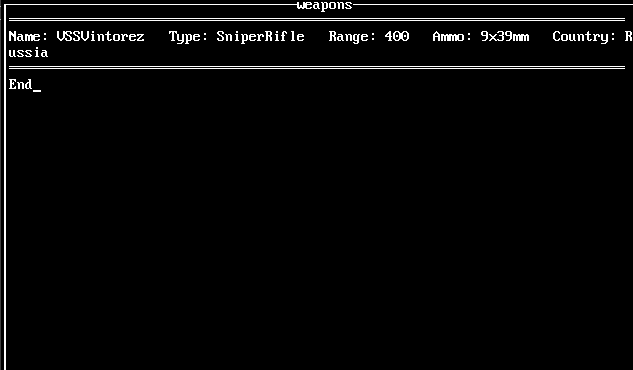 Weapons
Name: VSSVintorez Type: SniperRifle Range: 400 Ammo: 9x39mm Country: R
ussia
End_